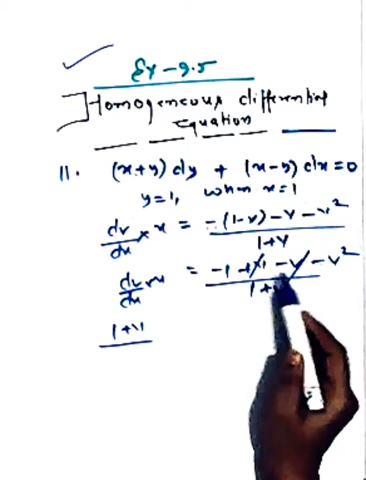 Ex-9.5
Homogeneous differential
Equation
11. (x+y) dy + (x-y) dx = 0
y=1, when x=1
dv/dx × x = -(1-v) - v - v²/1+v
dv/dx × x = -1 + v - v - v²/1+
1+v